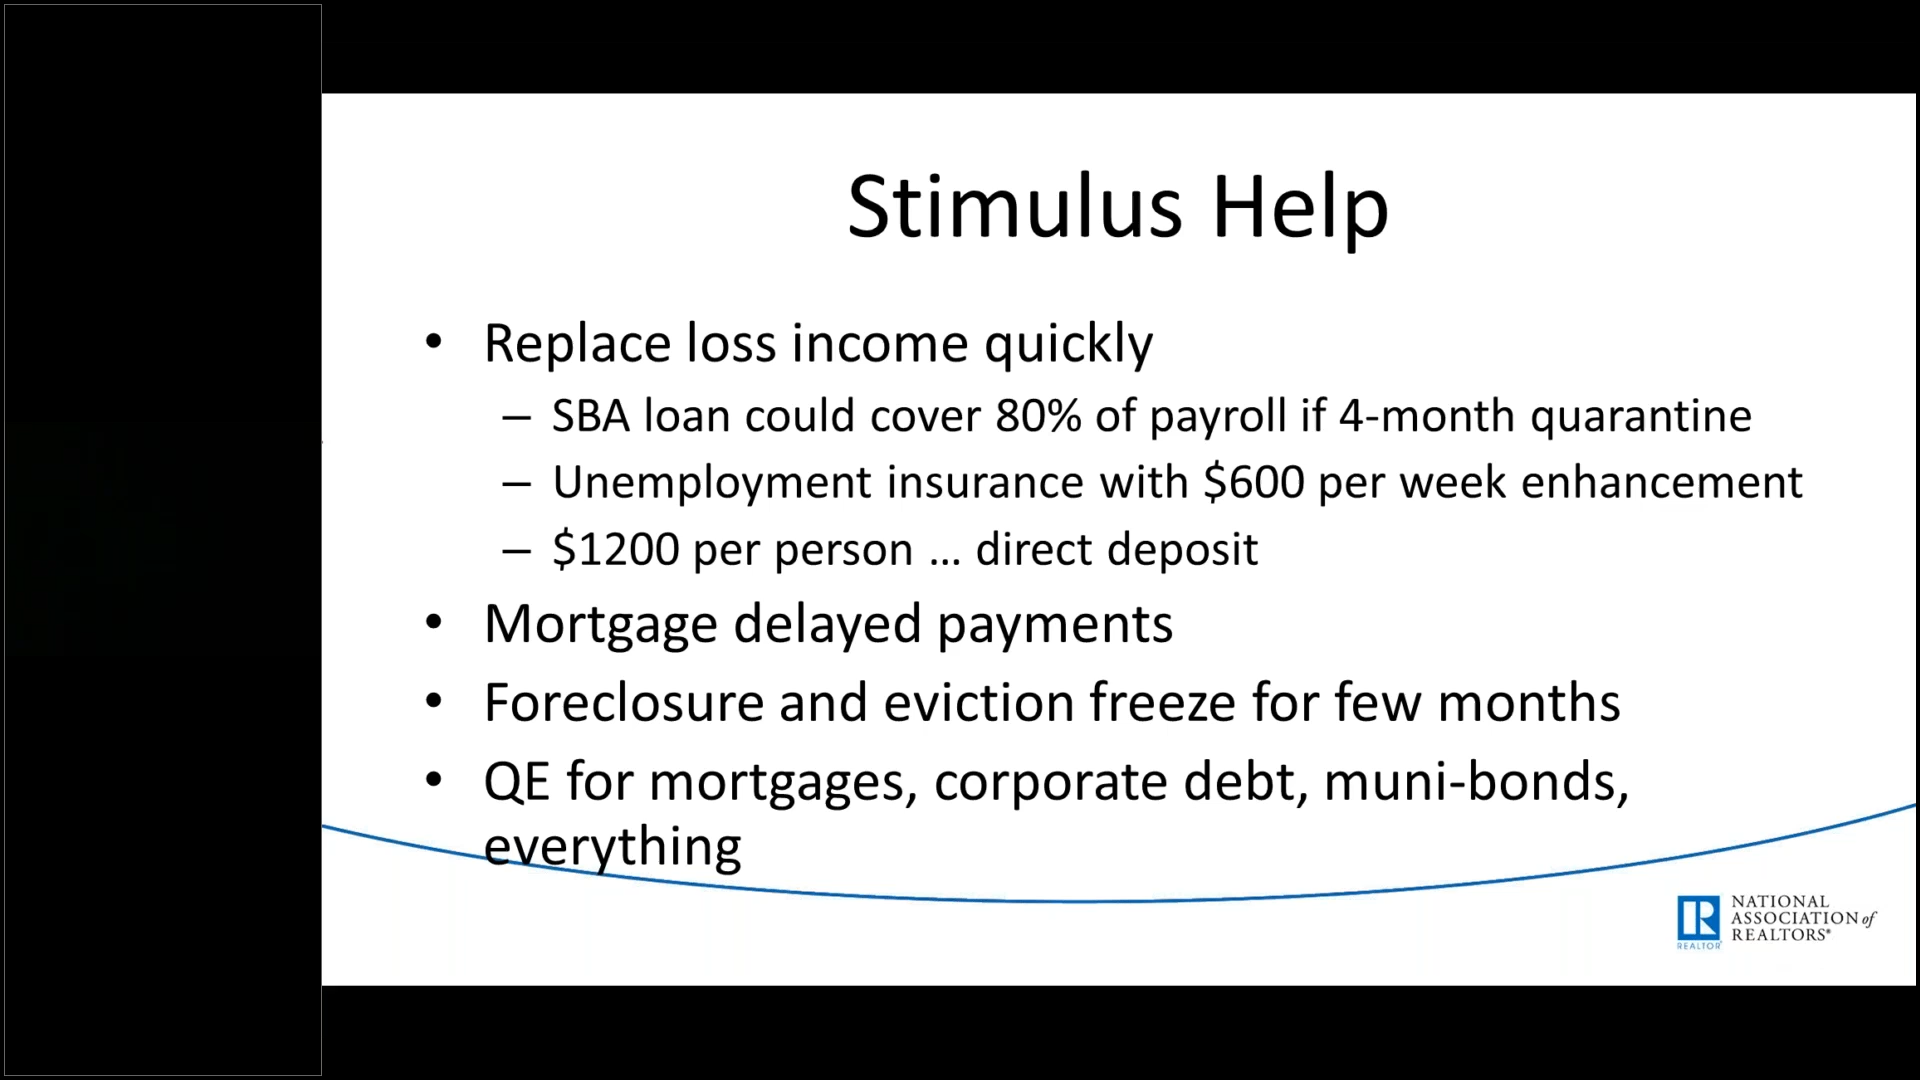 Stimulus Help
• Replace loss income quickly
– SBA loan could cover 80% of payroll if 4-month quarantine
– Unemployment insurance with $600 per week enhancement
– $1200 per person … direct deposit
• Mortgage delayed payments
• Foreclosure and eviction freeze for few months
• QE for mortgages, corporate debt, muni-bonds,
everything
NATIONAL
ASSOCIATION of
REALTORS®
REALTOR